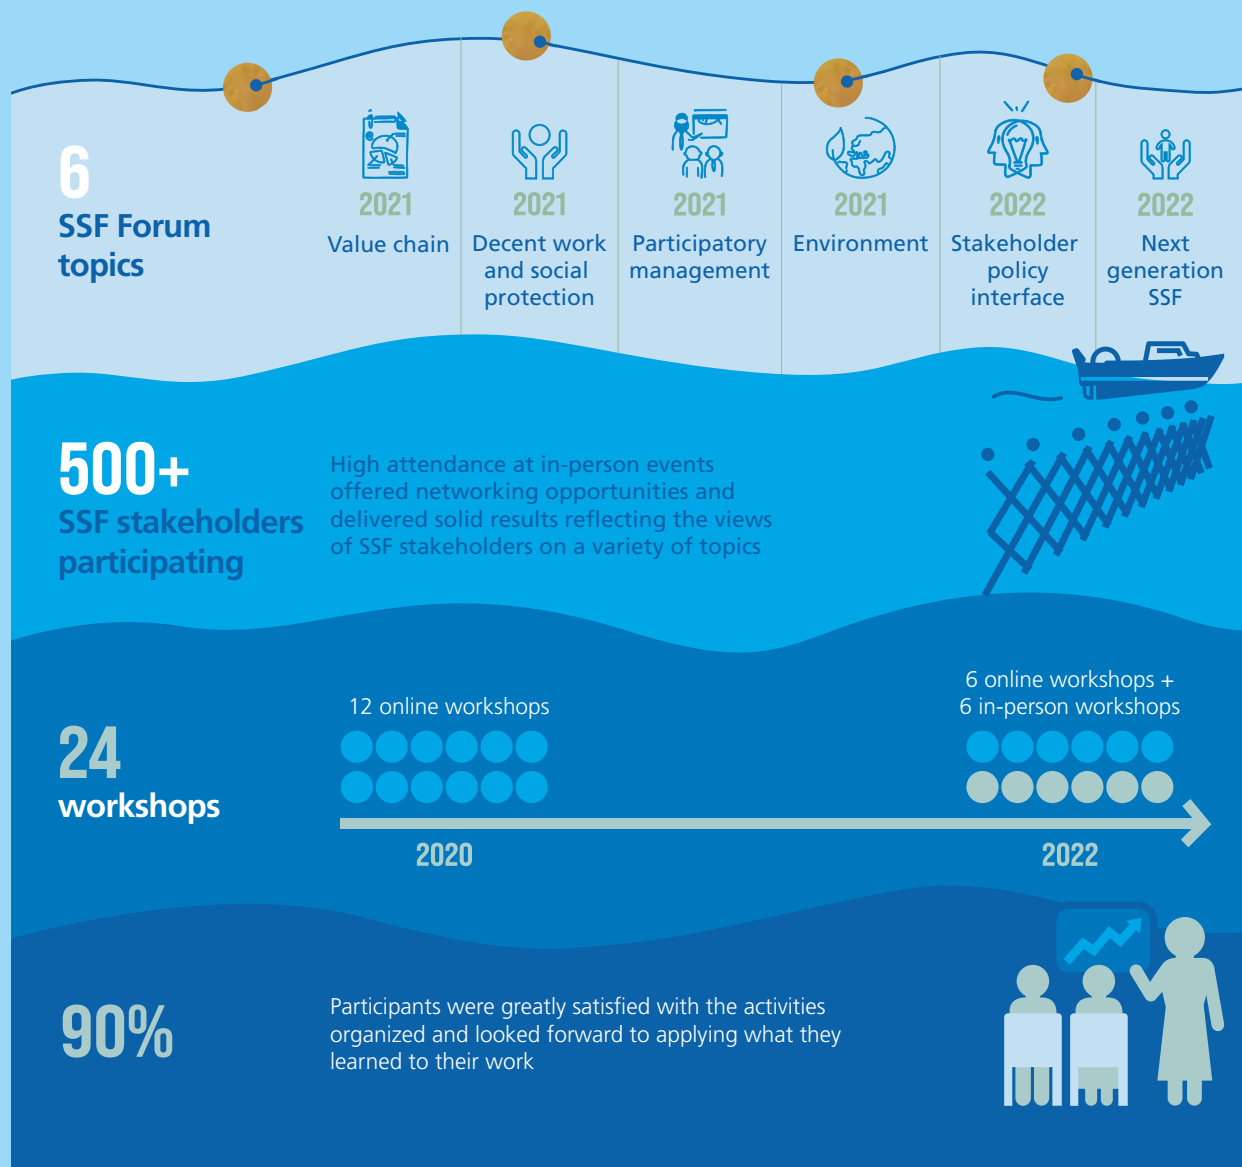 6
SSF Forum
topics
2021
Value chain
2021
Decent work
and social
protection
2021
Participatory
management
2021
Environment
2022
Stakeholder
policy
interface
2022
Next
generation
SSF
500+
SSF stakeholders
participating
High attendance at in-person events
offered networking opportunities and
delivered solid results reflecting the views
of SSF stakeholders on a variety of topics
24
workshops
12 online workshops
6 online workshops +
6 in-person workshops
2020
2022
90%
Participants were greatly satisfied with the activities
organized and looked forward to applying what they
learned to their work